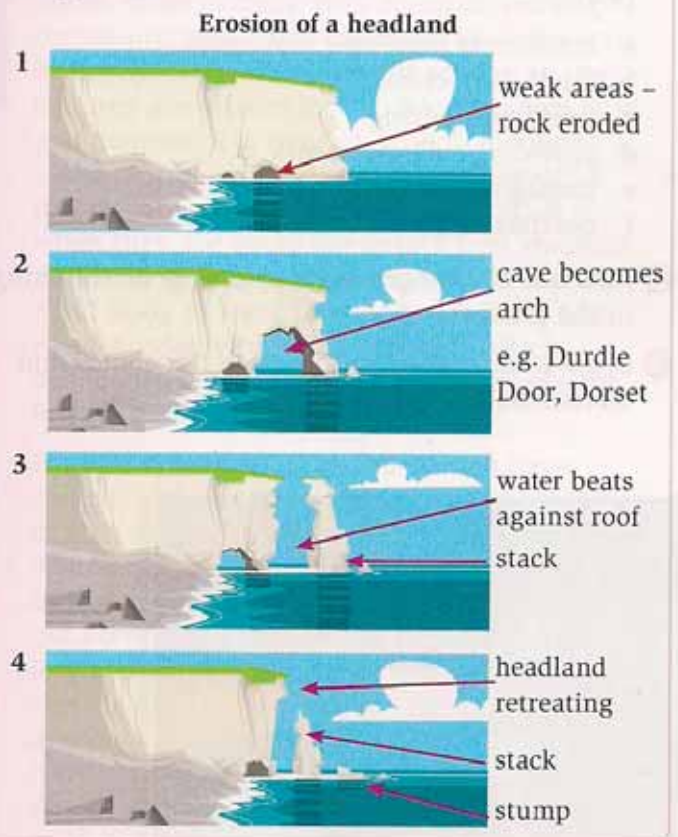 Erosion of a headland
1
weak areas –
rock eroded
2
cave becomes
arch
e.g. Durdle
Door, Dorset
3
water beats
against roof
stack
4
headland
retreating
stack
stump